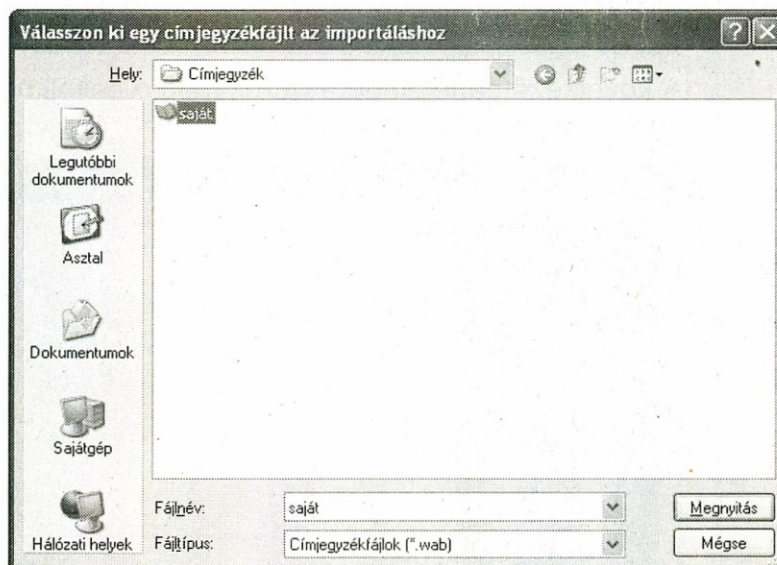 Válasszon ki egy címjegyzékfájlt az importáláshoz
Hely: Címjegyzék
saját
Legutóbbi
dokumentumok
Asztal
Dokumentumok
Sajátgép
Hálózati helyek
Fájlnév: saját Megnyitás
Fájltípus: Címjegyzékfájlok (*.wab) Mégse